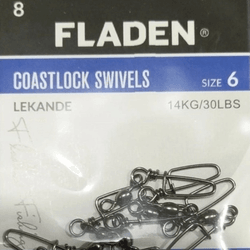 8
FLADEN®
COASTLOCK SWIVELS SIZE 6
LEKANDE 14KG/30LBS